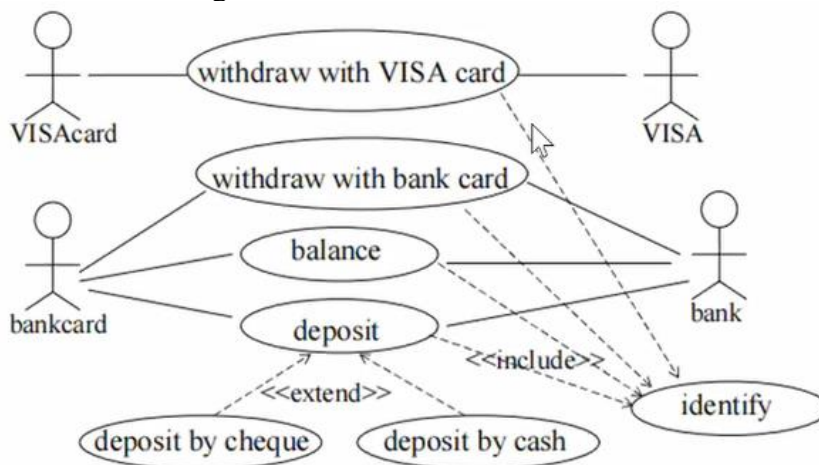 withdraw with VISA card
VISAcard
VISA
withdraw with bank card
balance
bankcard
bank
deposit
<<include>>
<<extend>>
identify
deposit by cheque
deposit by cash